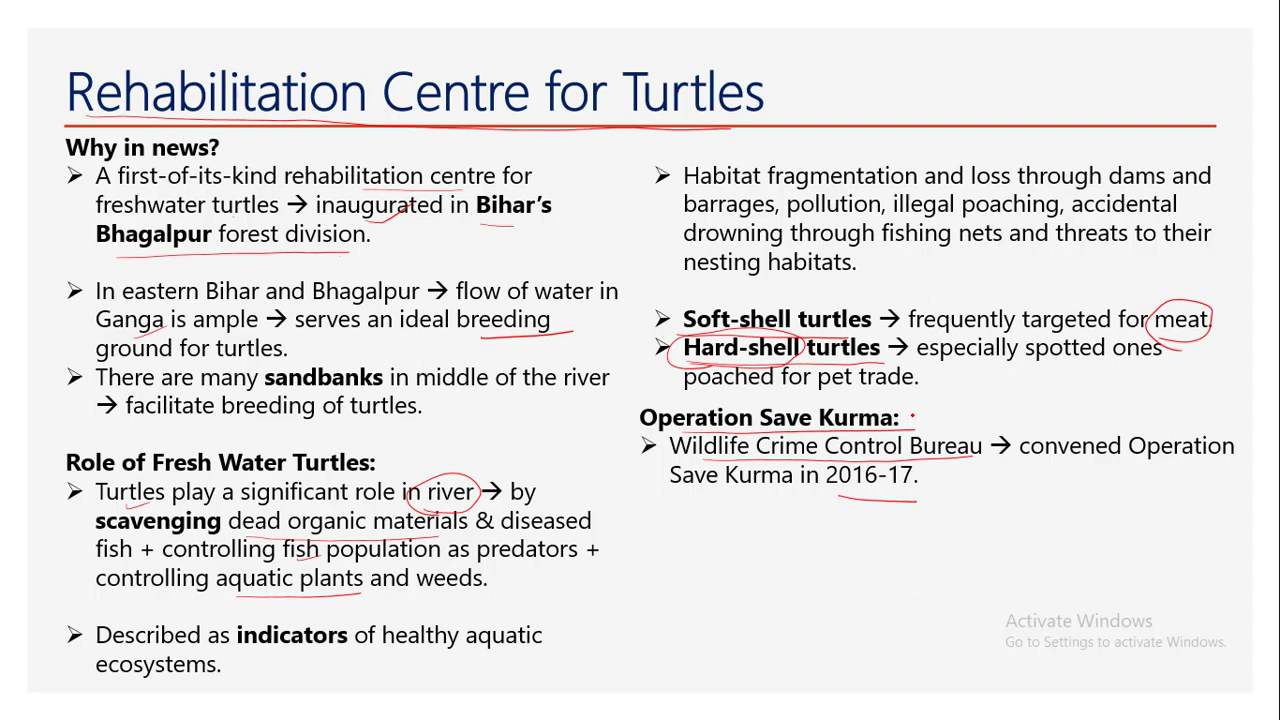 Rehabilitation Centre for Turtles
Why in news?
➢ A first-of-its-kind rehabilitation centre for
freshwater turtles → inaugurated in Bihar's
Bhagalpur forest division.
➢ In eastern Bihar and Bhagalpur → flow of water in
Ganga is ample → serves an ideal breeding
ground for turtles.
➢ There are many sandbanks in middle of the river
→ facilitate breeding of turtles.
Role of Fresh Water Turtles:
➢ Turtles play a significant role in river → by
scavenging dead organic materials & diseased
fish + controlling fish population as predators +
controlling aquatic plants and weeds.
➢ Described as indicators of healthy aquatic
ecosystems.
➢ Habitat fragmentation and loss through dams and
barrages, pollution, illegal poaching, accidental
drowning through fishing nets and threats to their
nesting habitats.
➢ Soft-shell turtles → frequently targeted for meat.
➢ Hard-shell turtles → especially spotted ones
poached for pet trade.
Operation Save Kurma:
➢ Wildlife Crime Control Bureau → convened Operation
Save Kurma in 2016-17.
Activate Windows
Go to Settings to activate Windows.